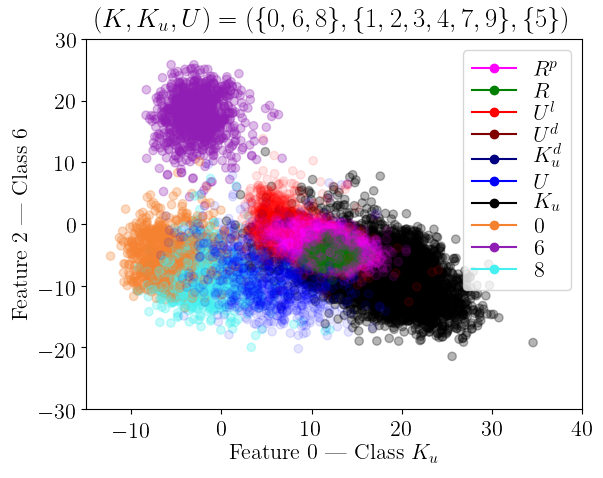 (K, K_u, U) = ({0, 6, 8}, {1, 2, 3, 4, 7, 9}, {5})
30
20
10
0
−10
−20
−30
Feature 2 — Class 6
R^p
R
U^l
U^d
K_u^d
U
K_u
0
6
8
−10 0 10 20 30 40
Feature 0 — Class K_u